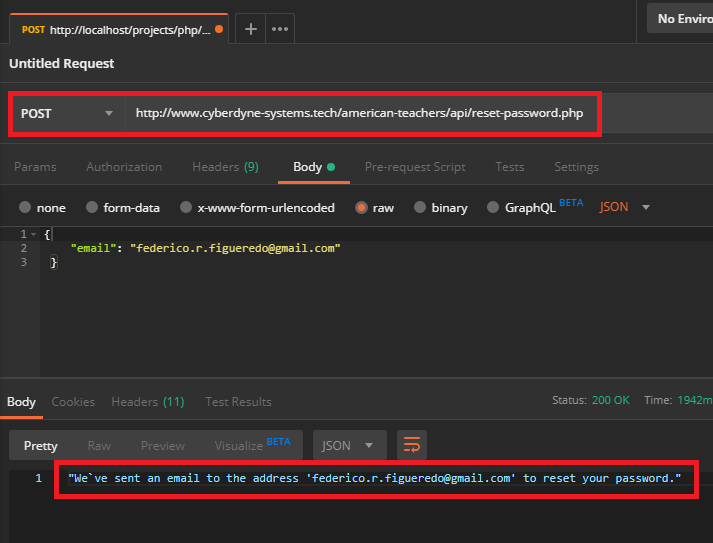 POST http://localhost/projects/php/... + ••• No Enviro
Untitled Request
POST http://www.cyberdyne-systems.tech/american-teachers/api/reset-password.php
Params Authorization Headers (9) Body Pre-request Script Tests Settings
none form-data x-www-form-urlencoded raw binary GraphQL BETA JSON
1 {
2 "email": "federico.r.figueredo@gmail.com"
3 }
Body Cookies Headers (11) Test Results Status: 200 OK Time: 1942m
Pretty Raw Preview Visualize BETA JSON
1 "We`ve sent an email to the address 'federico.r.figueredo@gmail.com' to reset your password."